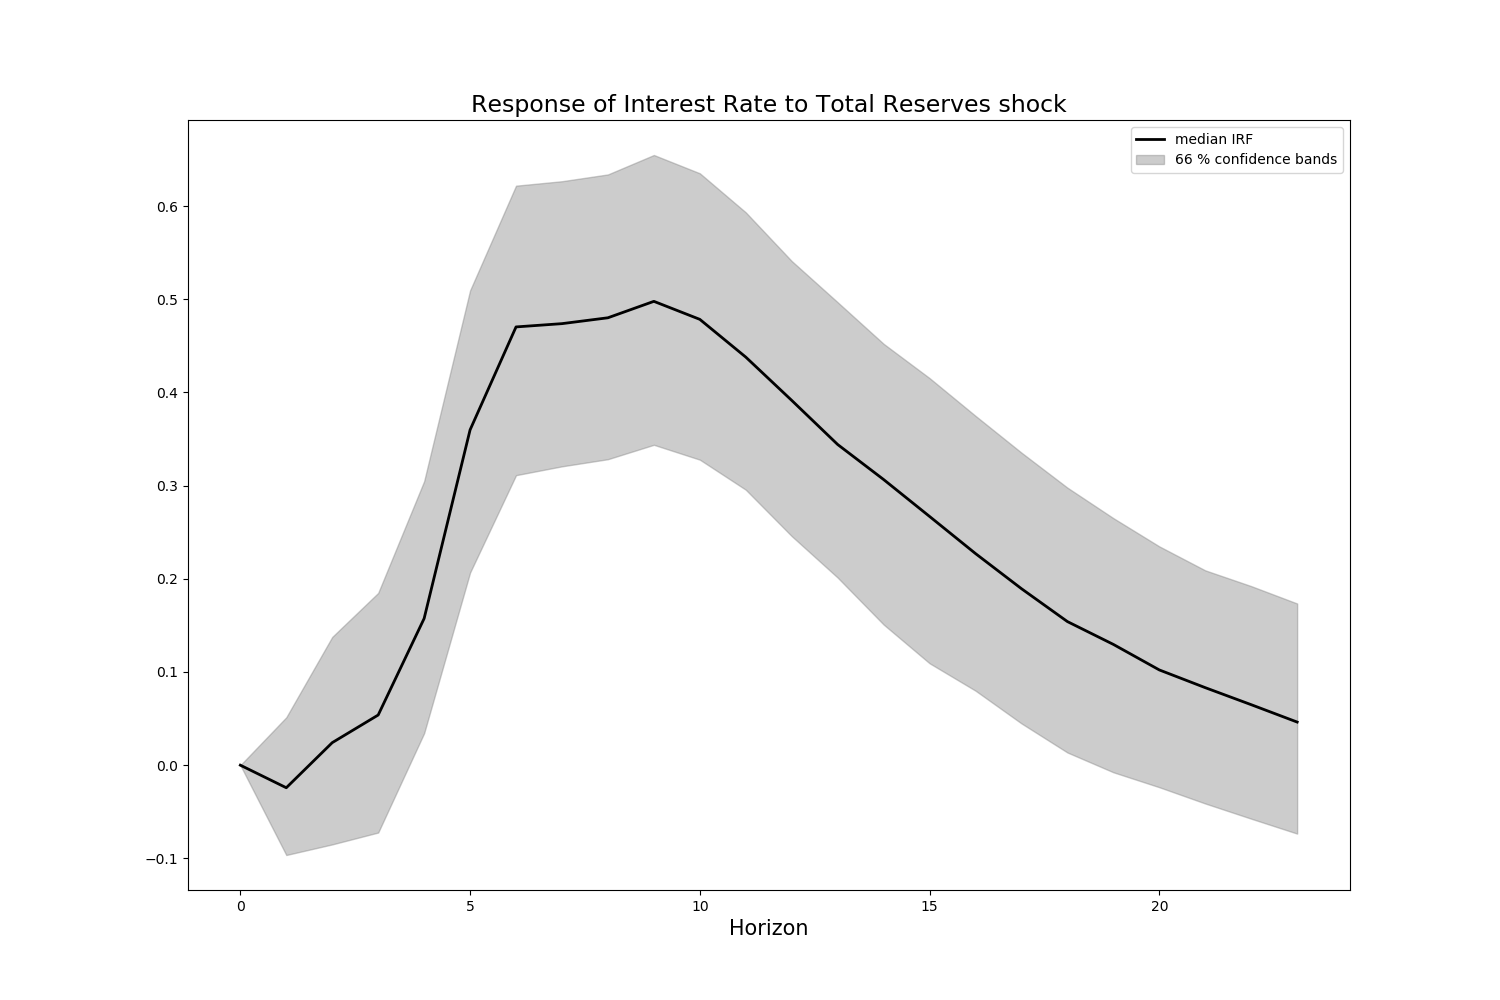 Response of Interest Rate to Total Reserves shock
median IRF
66 % confidence bands
0.6
0.5
0.4
0.3
0.2
0.1
0.0
−0.1
0 5 10 15 20
Horizon